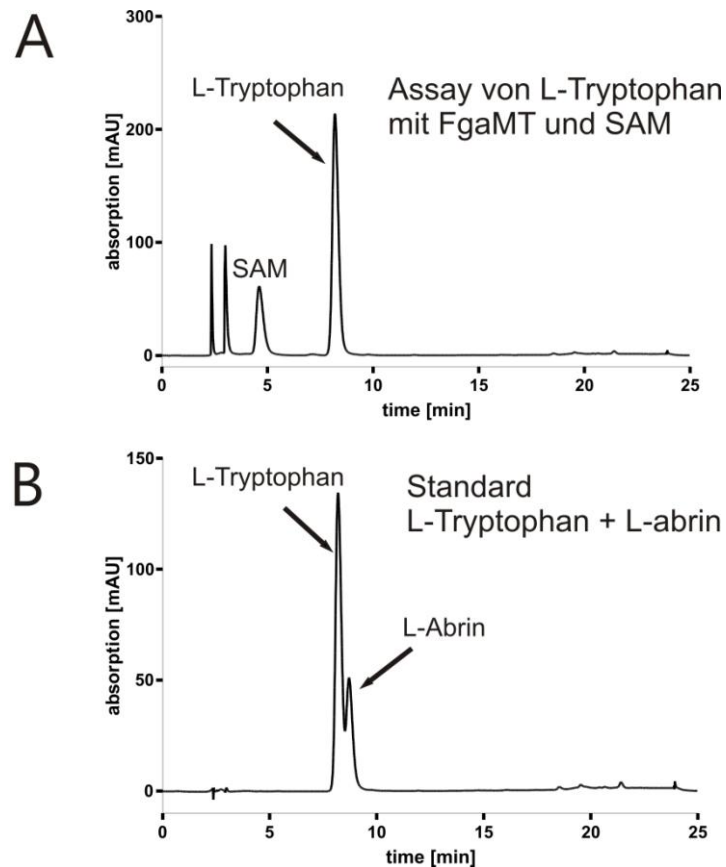 A
300
200
100
0
absorption [mAU]
L-Tryptophan
SAM
Assay von L-Tryptophan
mit FgaMT und SAM
0 5 10 15 20 25
time [min]
B
150
100
50
0
absorption [mAU]
L-Tryptophan
L-Abrin
Standard
L-Tryptophan + L-abrin
0 5 10 15 20 25
time [min]